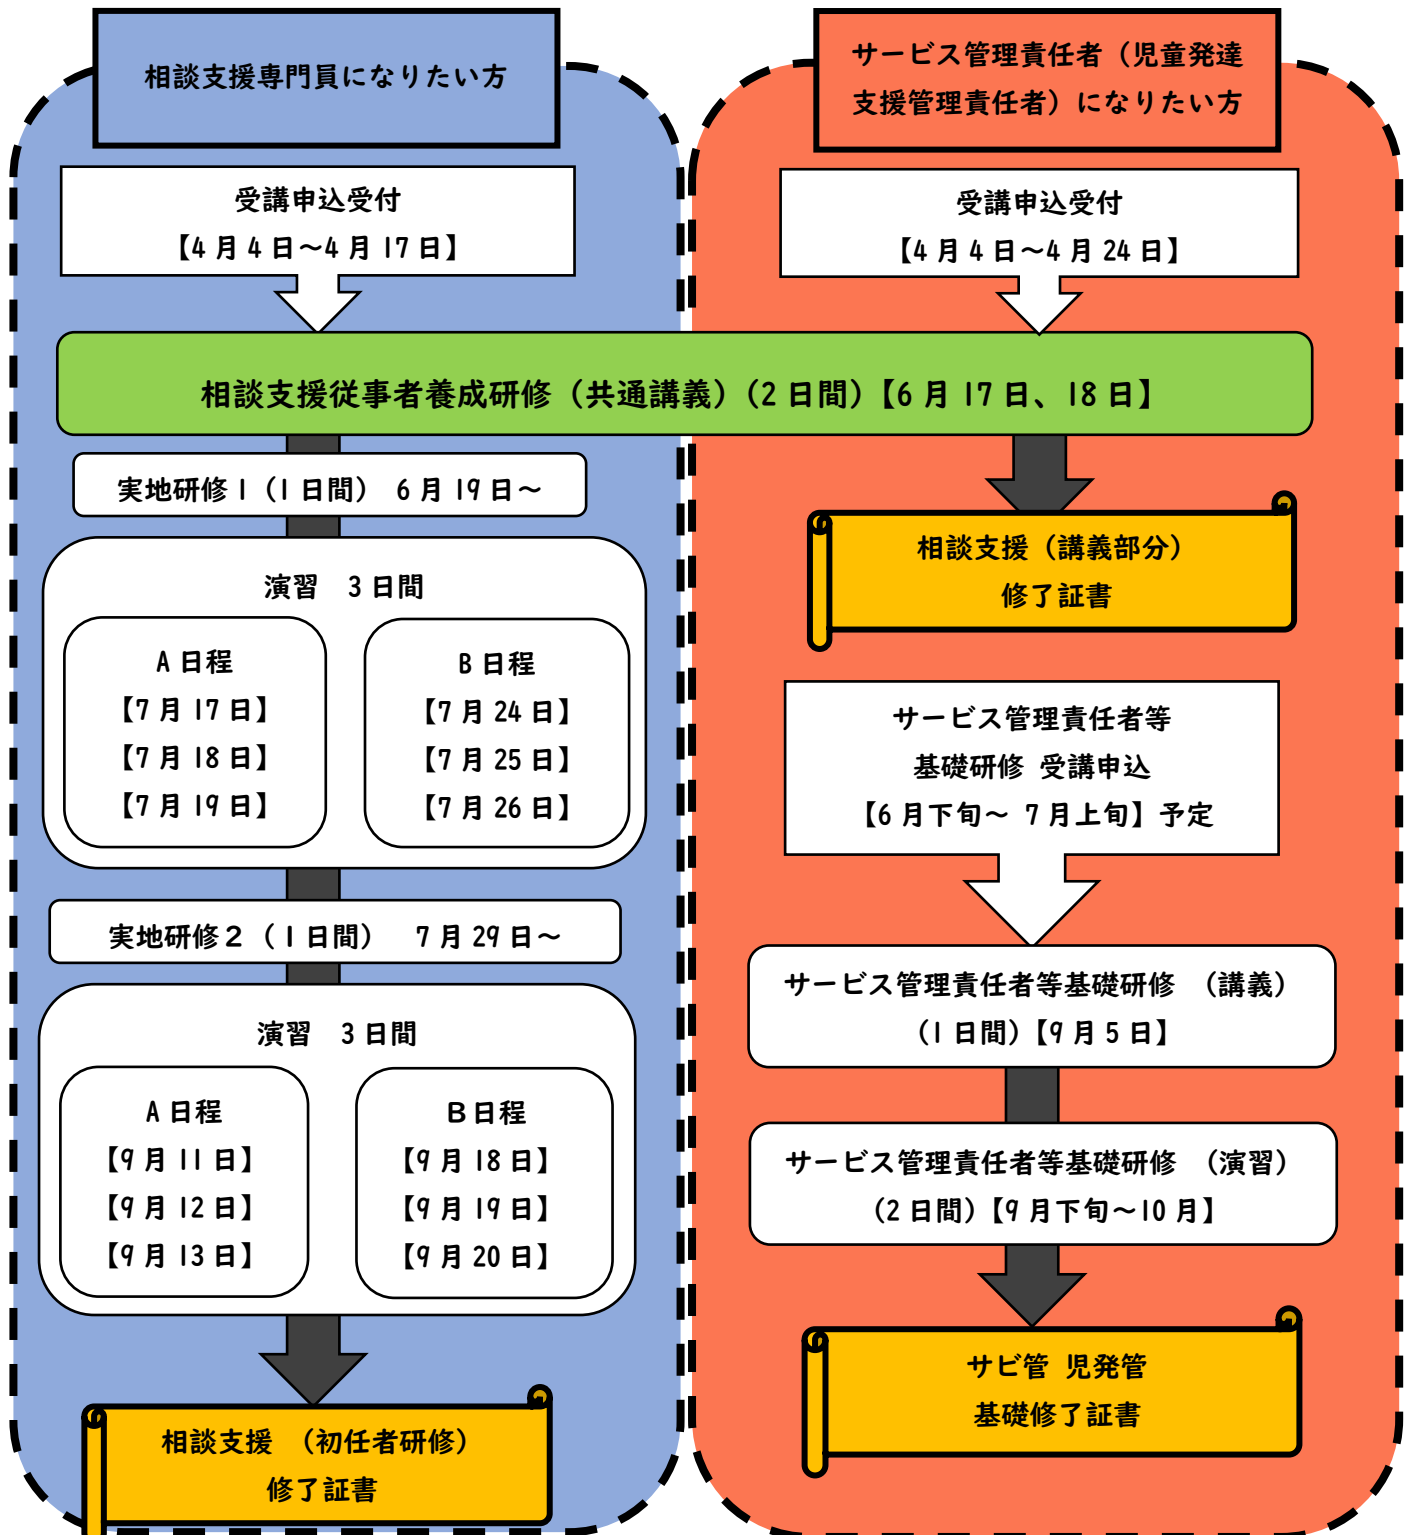 相談支援専門員になりたい方
受講申込受付
【4月4日～4月17日】
サービス管理責任者（児童発達
支援管理責任者）になりたい方
受講申込受付
【4月4日～4月24日】
相談支援従事者養成研修（共通講義）（2日間）【6月17日、18日】
実地研修1（1日間） 6月19日～
演習 3日間
A日程
【7月17日】
【7月18日】
【7月19日】
B日程
【7月24日】
【7月25日】
【7月26日】
実地研修２（1日間） 7月29日～
演習 3日間
A日程
【9月11日】
【9月12日】
【9月13日】
B日程
【9月18日】
【9月19日】
【9月20日】
相談支援 （初任者研修）
修了証書
相談支援（講義部分）
修了証書
サービス管理責任者等
基礎研修 受講申込
【6月下旬～ 7月上旬】予定
サービス管理責任者等基礎研修 （講義）
（1日間）【9月5日】
サービス管理責任者等基礎研修 （演習）
（2日間）【9月下旬～10月】
サビ管 児発管
基礎修了証書